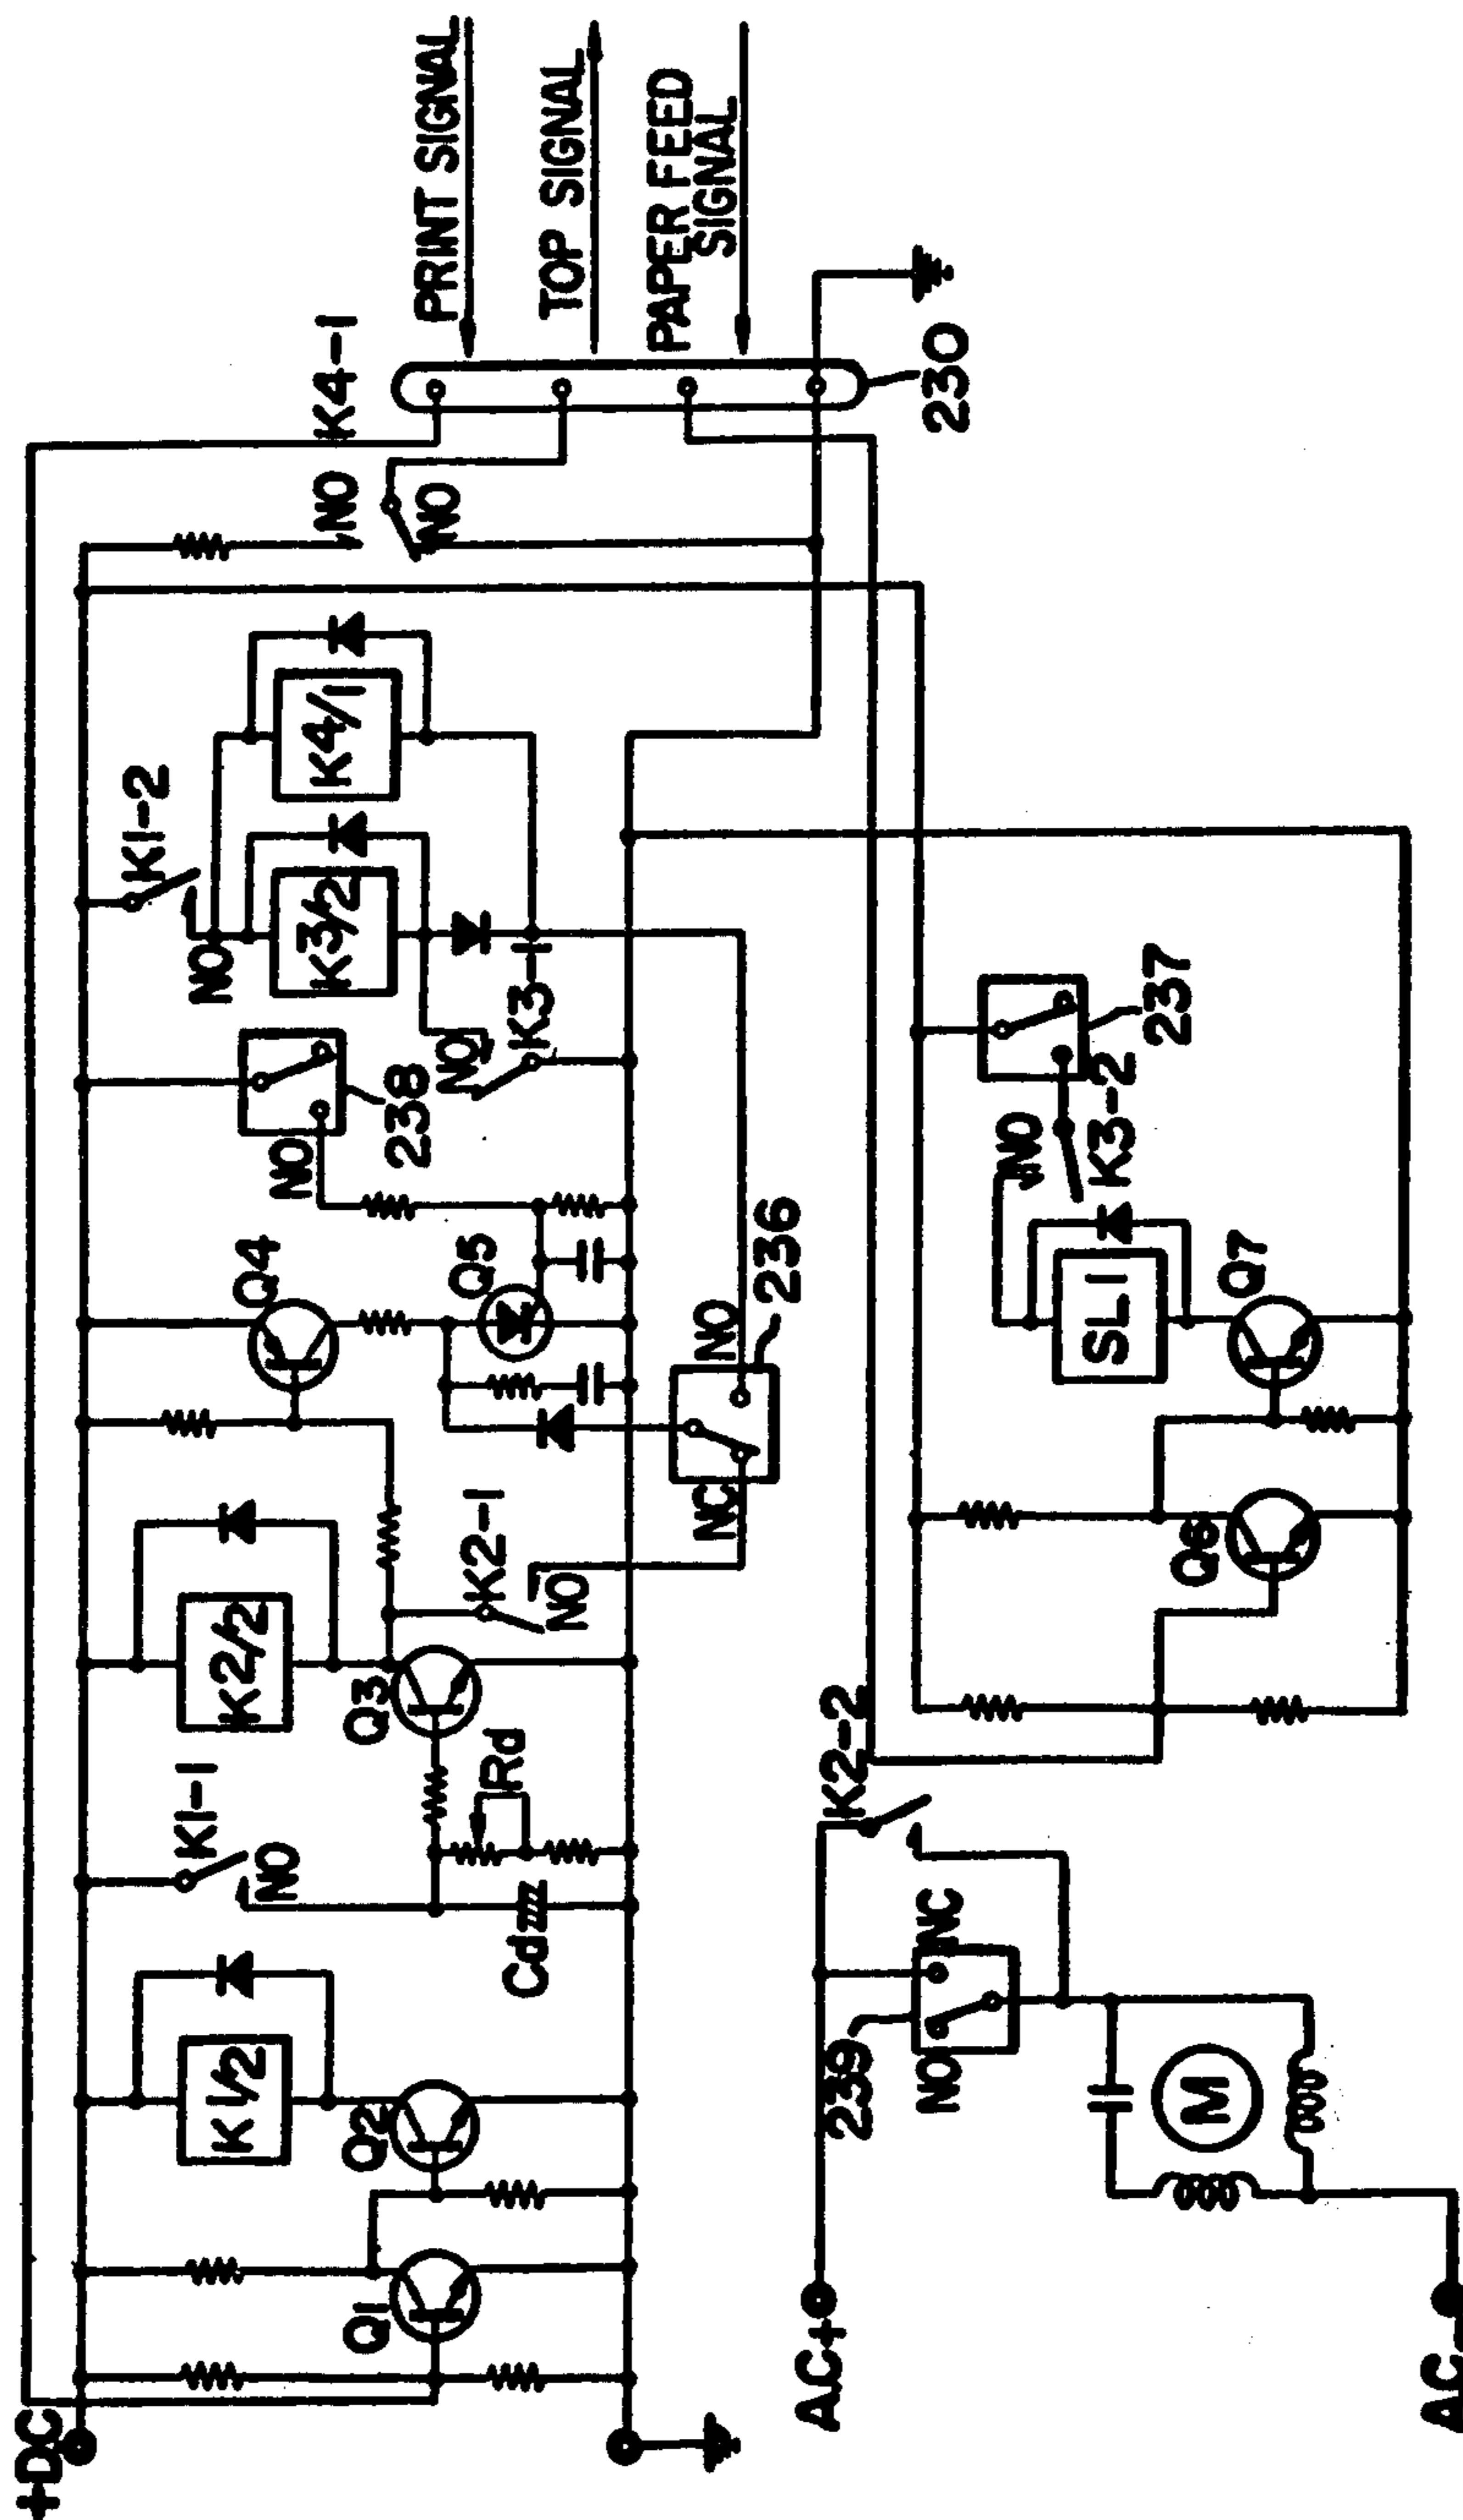 +DC
K1/2
K1-1
NO
K2/2
Q4
NO
238
K1-2
NO
K3/2
K4/1
NO
K4-1
NO
PRINT SIGNAL
TOP SIGNAL
PAPER FEED
SIGNAL
230
Q1
Q2
Cd
Rd
Q3
K2-1
NO
Q5
NO
K3-1
NC
NO
236
AC+
239
NO
NC
K2-2
M
AC-
Q6
SL1
Q7
NO
K3-2
237